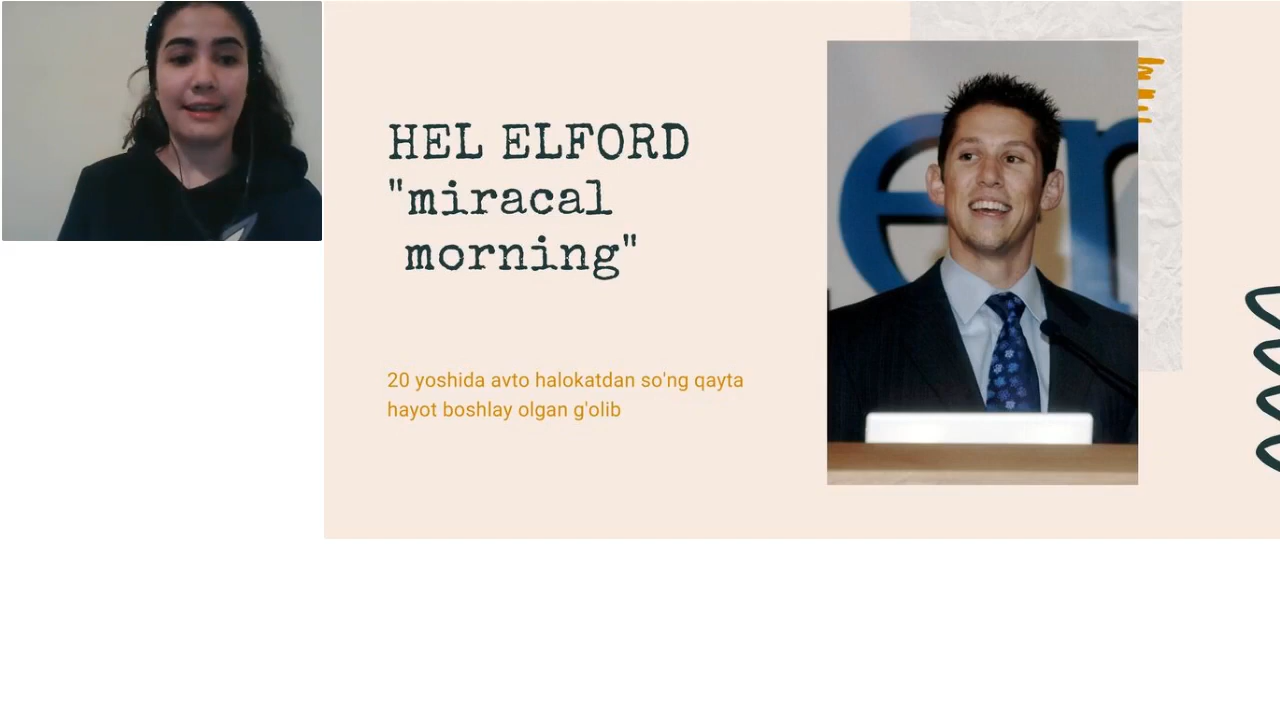 HEL ELFORD
"miracal
morning"
20 yoshida avto halokatdan so'ng qayta
hayot boshlay olgan g'olib